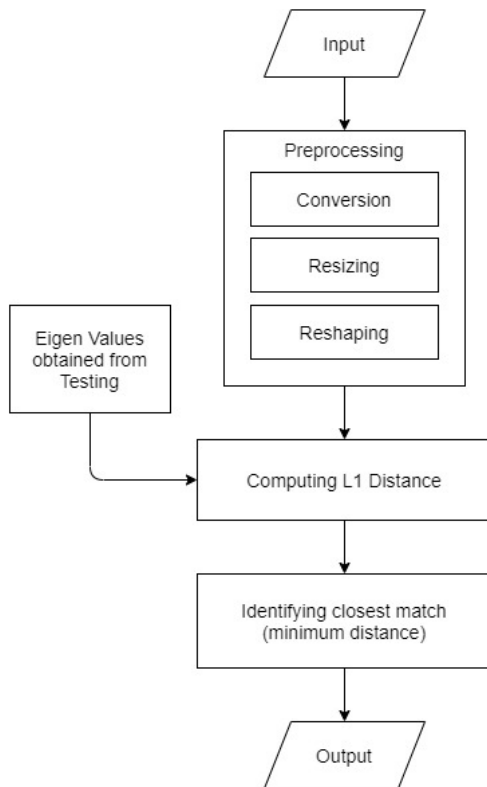 Input
Preprocessing
Conversion
Resizing
Reshaping
Eigen Values
obtained from
Testing
Computing L1 Distance
Identifying closest match
(minimum distance)
Output